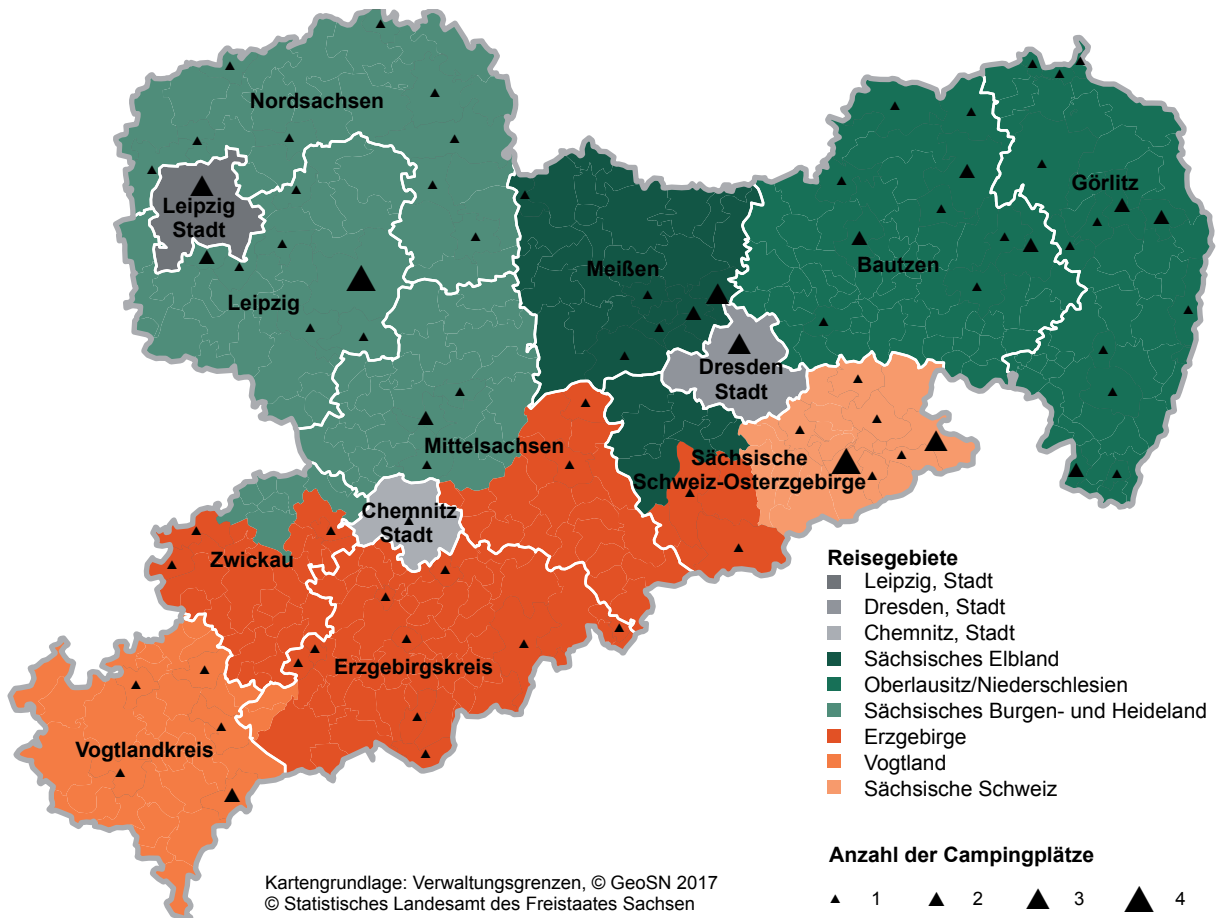 Nordsachsen
Leipzig
Stadt
Leipzig
Meißen
Bautzen
Görlitz
Dresden
Stadt
Mittelsachsen
Sächsische
Schweiz-Osterzgebirge
Chemnitz
Stadt
Zwickau
Erzgebirgskreis
Vogtlandkreis
Reisegebiete
Leipzig, Stadt
Dresden, Stadt
Chemnitz, Stadt
Sächsisches Elbland
Oberlausitz/Niederschlesien
Sächsisches Burgen- und Heideland
Erzgebirge
Vogtland
Sächsische Schweiz
Anzahl der Campingplätze
1 2 3 4
Kartengrundlage: Verwaltungsgrenzen, © GeoSN 2017
© Statistisches Landesamt des Freistaates Sachsen